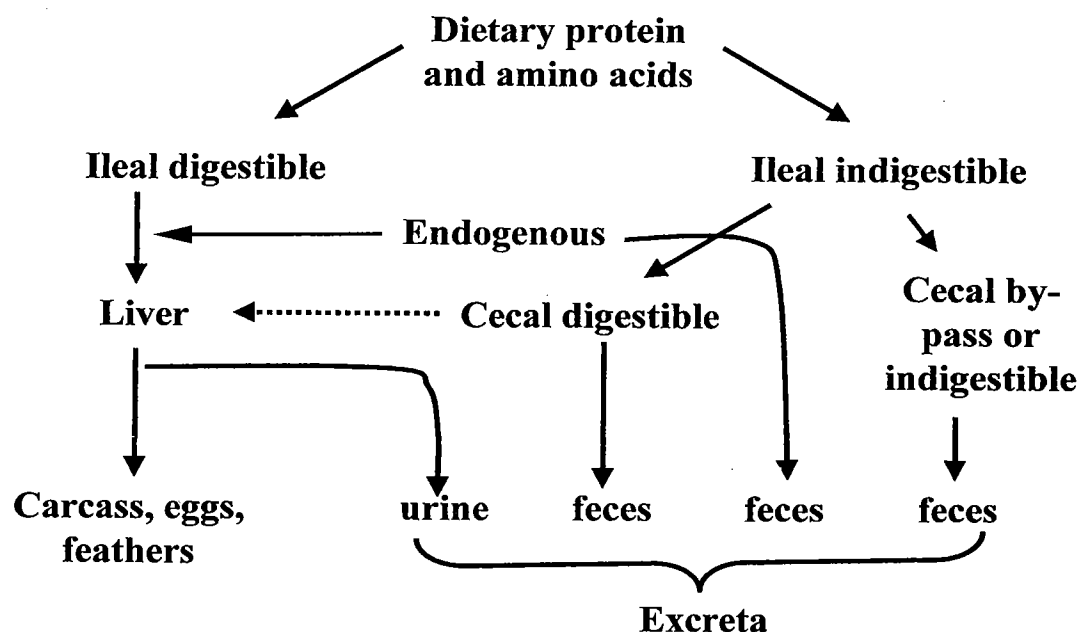 Dietary protein
and amino acids
Ileal digestible
Ileal indigestible
Endogenous
Liver
Cecal digestible
Cecal by-
pass or
indigestible
Carcass, eggs,
feathers
urine
feces
feces
feces
Excreta